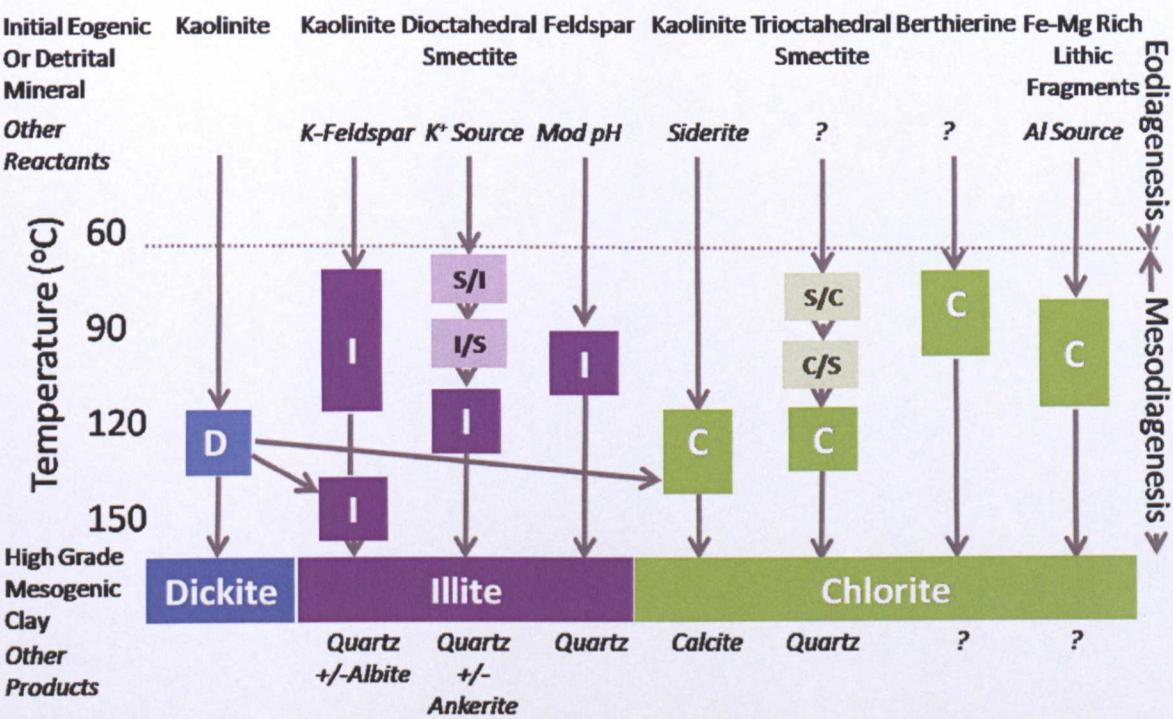 Initial Eogenic
Or Detrital
Mineral
Kaolinite
Kaolinite
Dioctahedral
Smectite
Feldspar
Kaolinite
Trioctahedral
Smectite
Berthierine
Fe-Mg Rich
Lithic
Fragments
Other
Reactants
K-Feldspar
K+ Source
Mod pH
Siderite
?
?
Al Source
Eodiagenesis
Mesodiagenesis
Temperature (oC)
60
90
120
150
D
I
I
S/I
I/S
I
I
C
S/C
C/S
C
C
C
High Grade
Mesogenic
Clay
Dickite
Illite
Chlorite
Other
Products
Quartz
+/-Albite
Quartz
+/-
Ankerite
Quartz
Calcite
Quartz
?
?